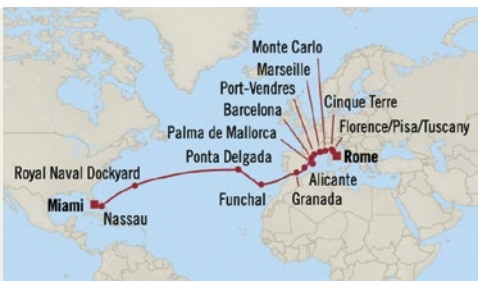 Monte Carlo
Marseille
Port-Vendres
Barcelona
Cinque Terre
Palma de Mallorca
Florence/Pisa/Tuscany
Ponta Delgada
Rome
Royal Naval Dockyard
Alicante
Miami
Funchal
Granada
Nassau